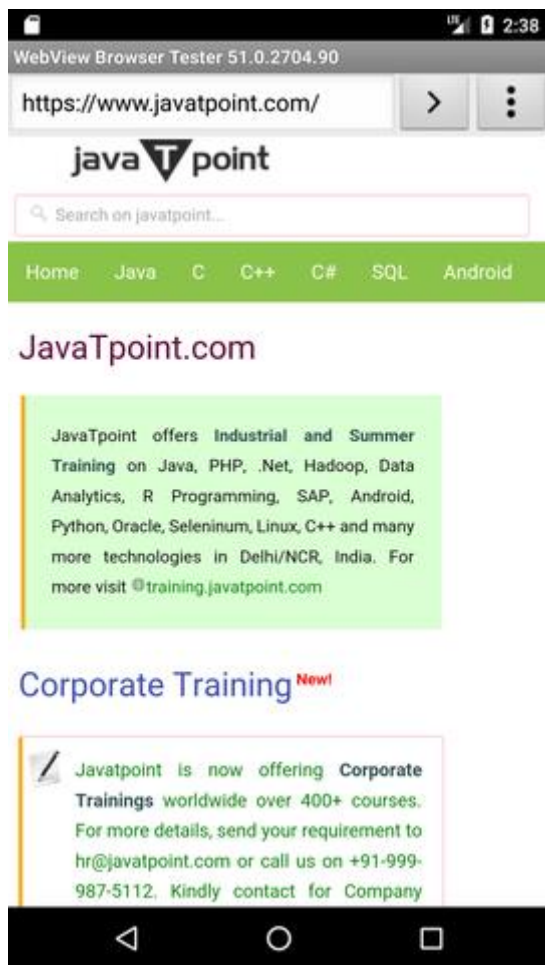 LTE 2:38
WebView Browser Tester 51.0.2704.90
https://www.javatpoint.com/
javaTpoint
Search on javatpoint...
Home Java C C++ C# SQL Android
JavaTpoint.com
JavaTpoint offers Industrial and Summer
Training on Java, PHP, .Net, Hadoop, Data
Analytics, R Programming, SAP, Android,
Python, Oracle, Seleninum, Linux, C++ and many
more technologies in Delhi/NCR, India. For
more visit training.javatpoint.com
Corporate Training New!
Javatpoint is now offering Corporate
Trainings worldwide over 400+ courses.
For more details, send your requirement to
hr@javatpoint.com or call us on +91-999-
987-5112. Kindly contact for Company